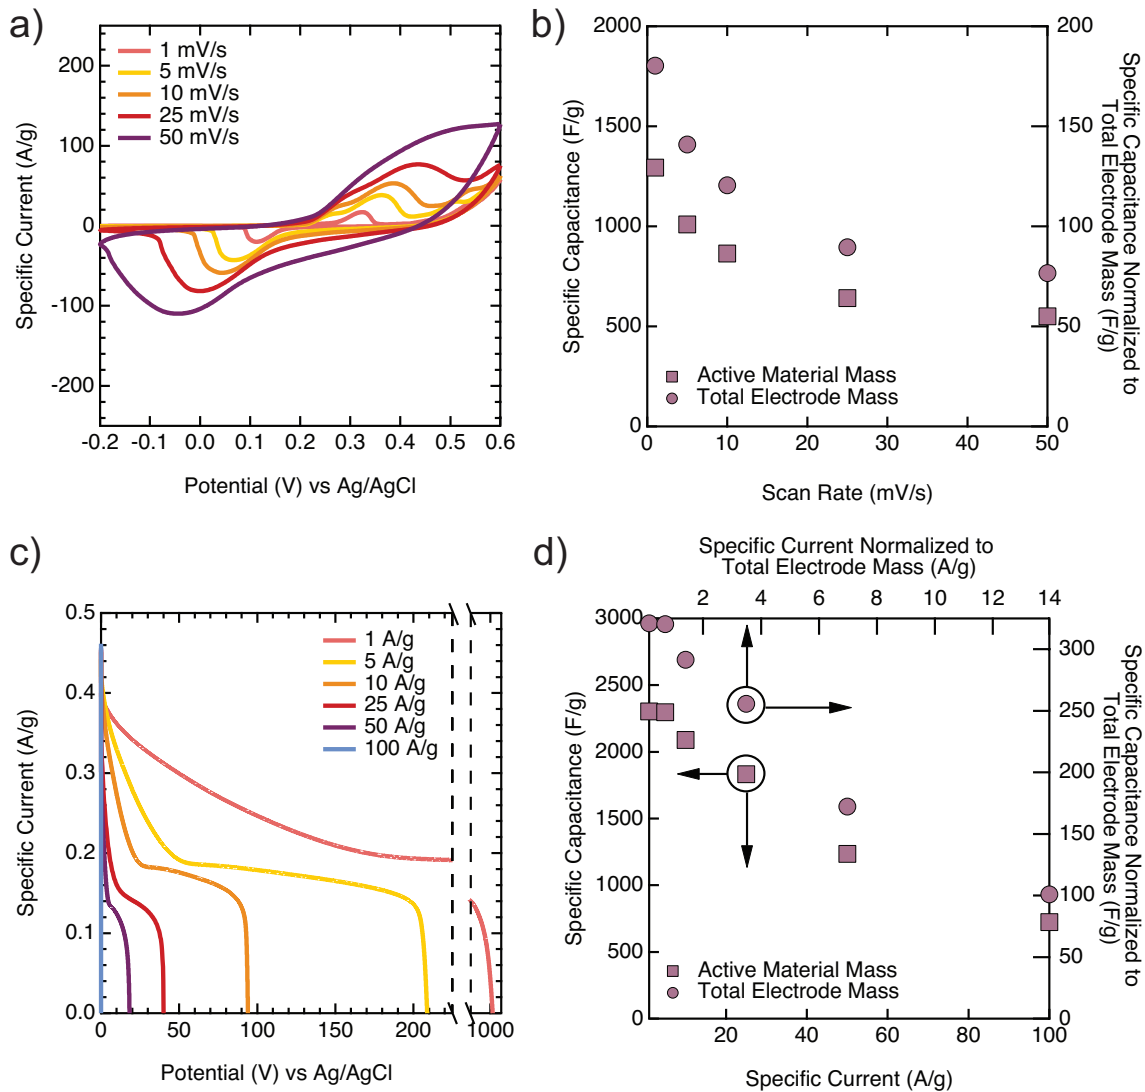 a)
200
100
0
-100
-200
Specific Current (A/g)
1 mV/s
5 mV/s
10 mV/s
25 mV/s
50 mV/s
-0.2 -0.1 0.0 0.1 0.2 0.3 0.4 0.5 0.6
Potential (V) vs Ag/AgCl
b)
2000
1500
1000
500
0
Specific Capacitance (F/g)
200
150
100
50
0
Specific Capacitance Normalized to
Total Electrode Mass (F/g)
Active Material Mass
Total Electrode Mass
0 10 20 30 40 50
Scan Rate (mV/s)
c)
0.5
0.4
0.3
0.2
0.1
0.0
Specific Current (A/g)
1 A/g
5 A/g
10 A/g
25 A/g
50 A/g
100 A/g
0 50 100 150 200 1000
Potential (V) vs Ag/AgCl
d)
Specific Current Normalized to
Total Electrode Mass (A/g)
2 4 6 8 10 12 14
3000
2500
2000
1500
1000
500
0
Specific Capacitance (F/g)
300
250
200
150
100
50
0
Specific Capacitance Normalized to
Total Electrode Mass (F/g)
Active Material Mass
Total Electrode Mass
20 40 60 80 100
Specific Current (A/g)